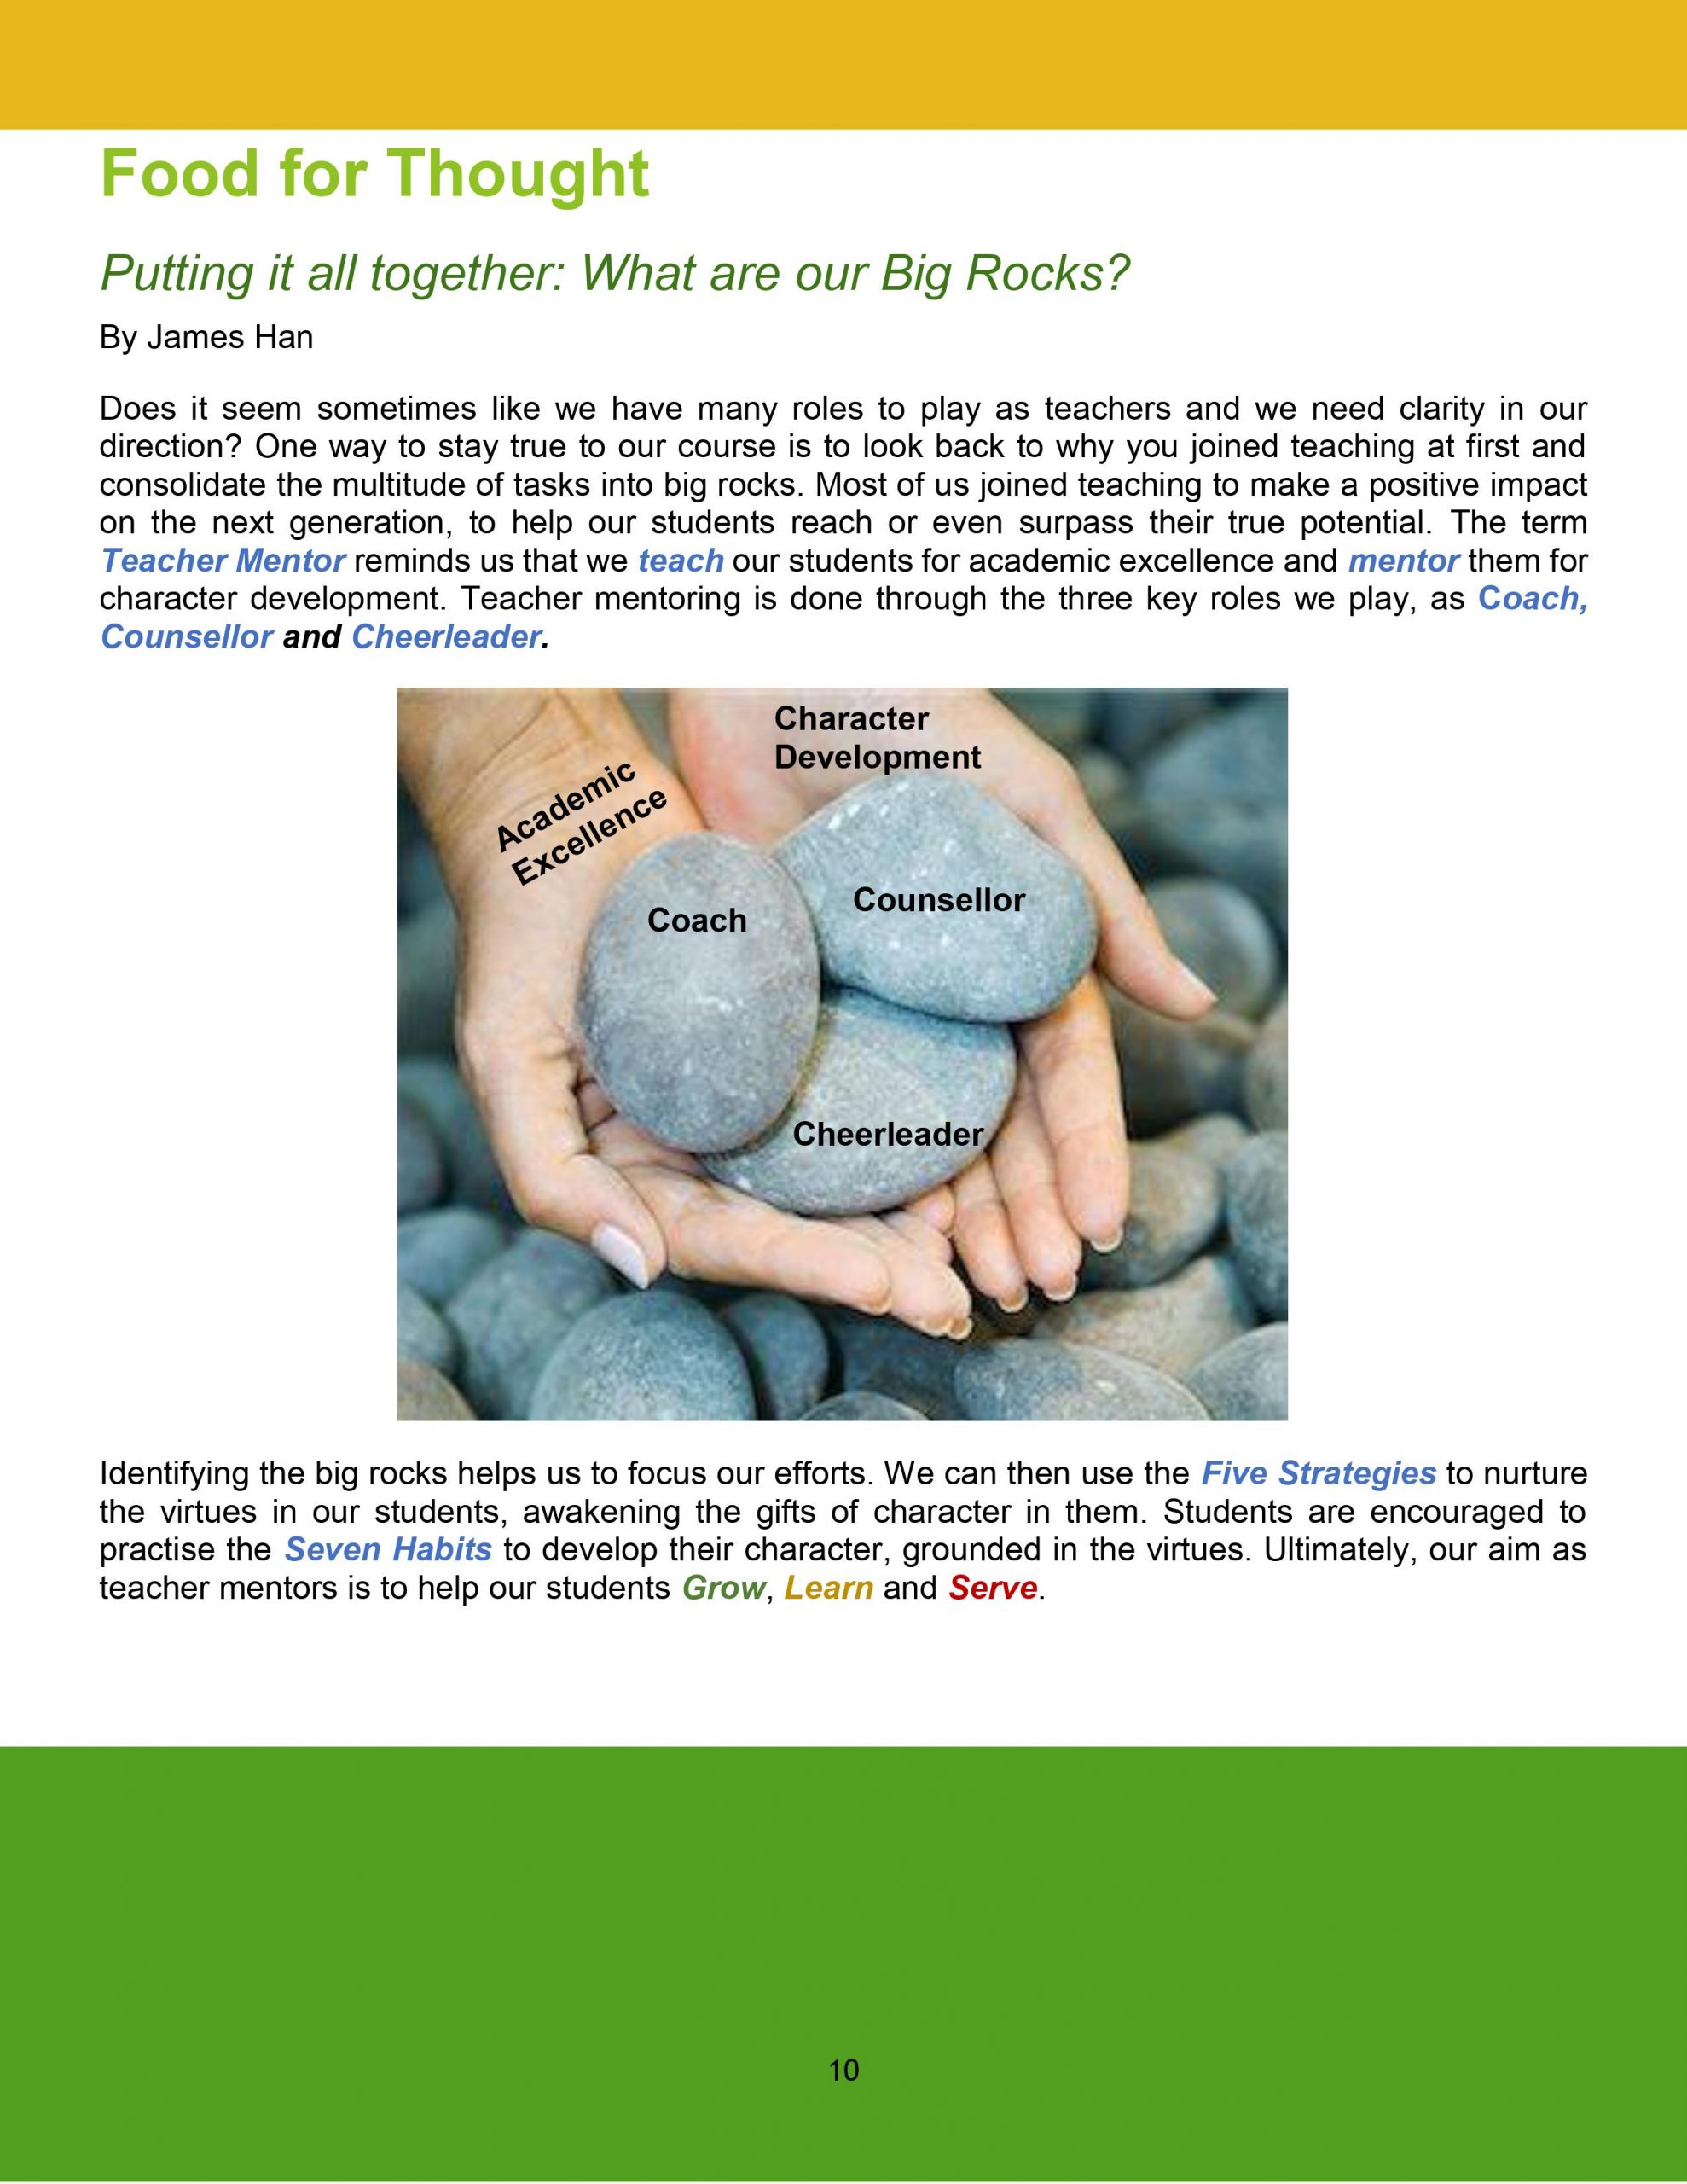 Food for Thought
Putting it all together: What are our Big Rocks?
By James Han
Does it seem sometimes like we have many roles to play as teachers and we need clarity in our
direction? One way to stay true to our course is to look back to why you joined teaching at first and
consolidate the multitude of tasks into big rocks. Most of us joined teaching to make a positive impact
on the next generation, to help our students reach or even surpass their true potential. The term
Teacher Mentor reminds us that we teach our students for academic excellence and mentor them for
character development. Teacher mentoring is done through the three key roles we play, as Coach,
Counsellor and Cheerleader.
Character
Development
Academic
Excellence
Counsellor
Coach
Cheerleader
Identifying the big rocks helps us to focus our efforts. We can then use the Five Strategies to nurture
the virtues in our students, awakening the gifts of character in them. Students are encouraged to
practise the Seven Habits to develop their character, grounded in the virtues. Ultimately, our aim as
teacher mentors is to help our students Grow, Learn and Serve.
10